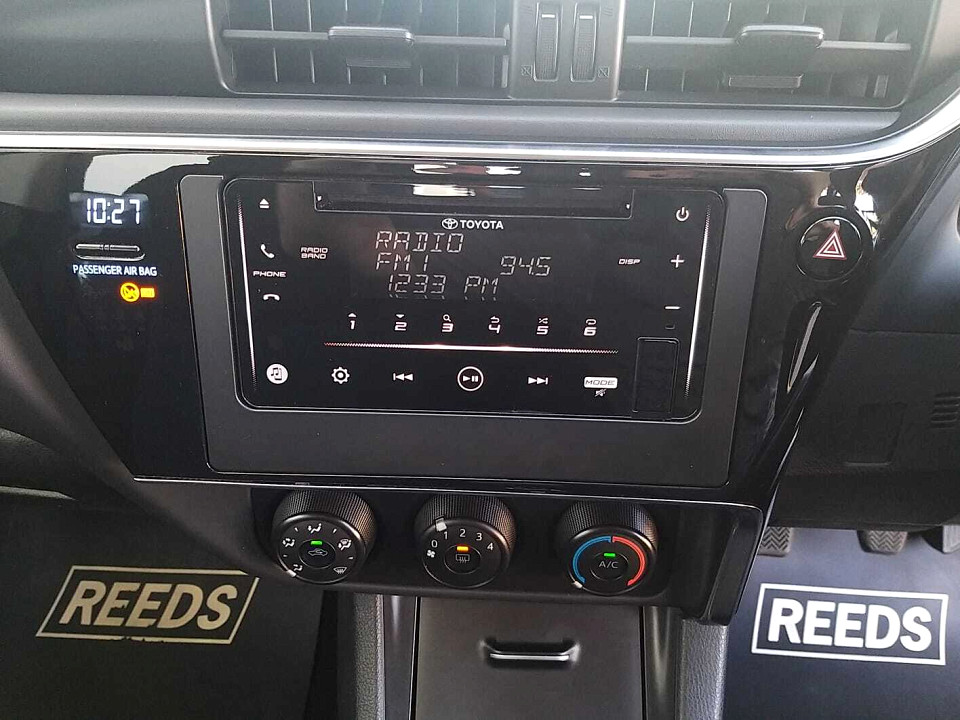 10:27
PASSENGER AIR BAG
TOYOTA
RADIO
FM1 94.5
12:33 PM
RADIO
BAND
PHONE
DISP
1 2 3 4 5 6
MODE
0 1 2 3 4
A/C
REEDS
REEDS